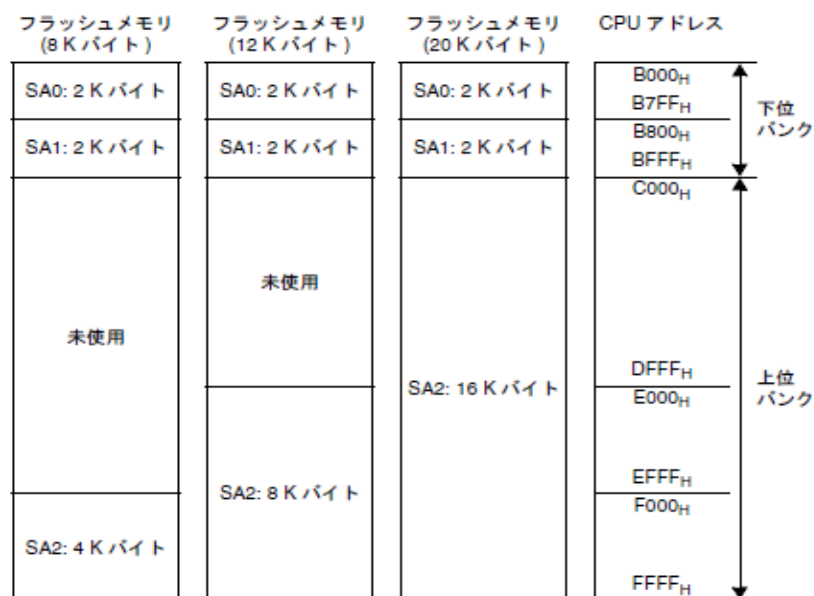 フラッシュメモリ フラッシュメモリ フラッシュメモリ CPU アドレス
(8 K バイト) (12 K バイト) (20 K バイト)
SA0: 2 K バイト SA0: 2 K バイト SA0: 2 K バイト B000H
B7FFH
下位
バンク
SA1: 2 K バイト SA1: 2 K バイト SA1: 2 K バイト B800H
BFFFH
C000H
未使用
未使用
SA2: 16 K バイト
DFFFH
E000H
上位
バンク
SA2: 8 K バイト
EFFFH
F000H
SA2: 4 K バイト
FFFFH